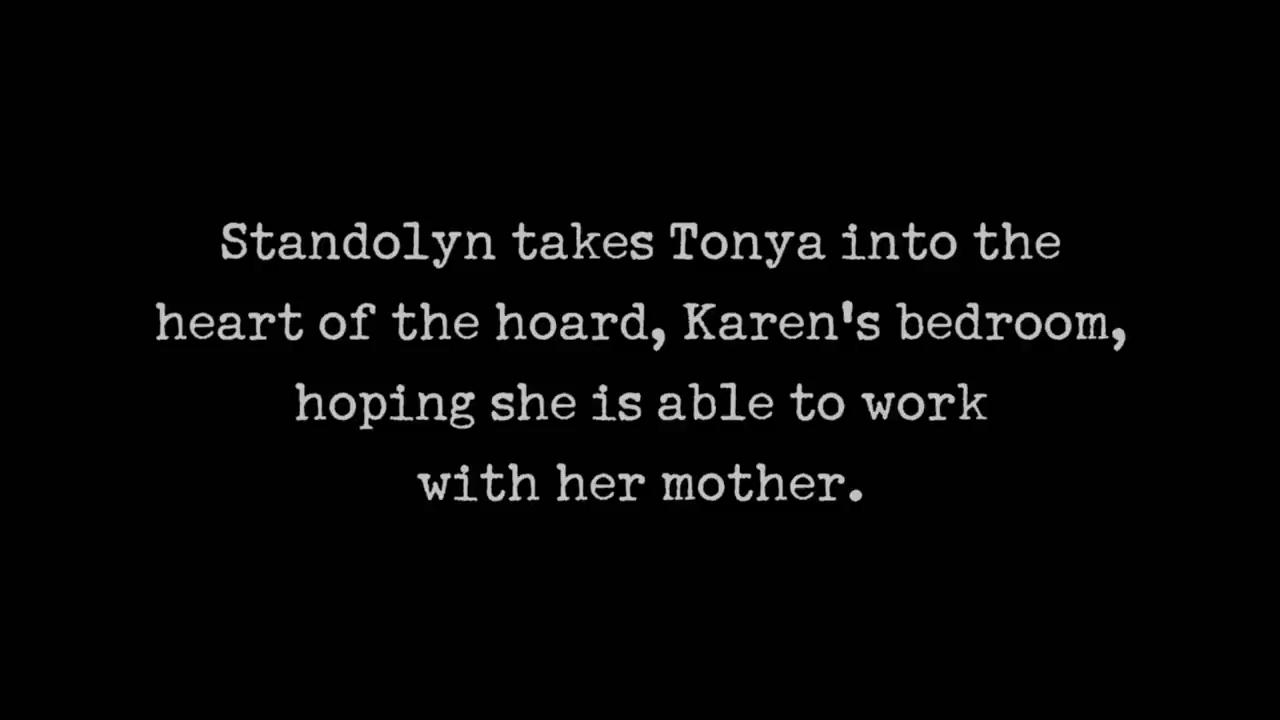 Standolyn takes Tonya into the
heart of the hoard, Karen's bedroom,
hoping she is able to work
with her mother.